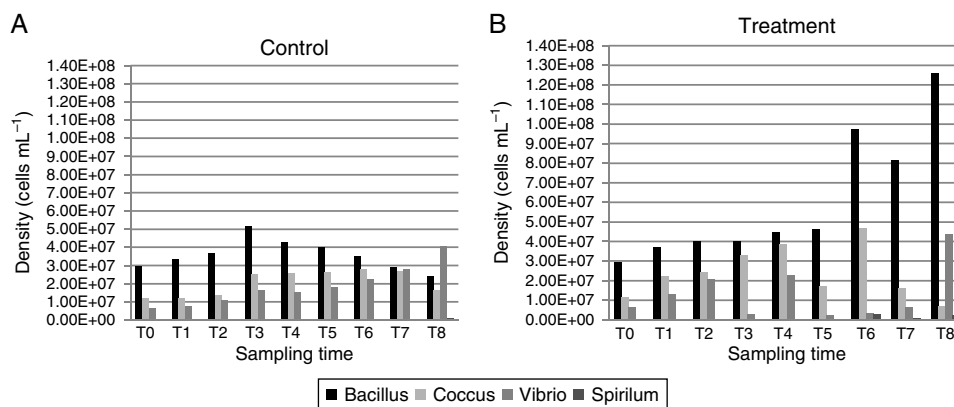 A
Control
Density (cells mL⁻¹)
1.40E+08
1.30E+08
1.20E+08
1.10E+08
1.00E+08
9.00E+07
8.00E+07
7.00E+07
6.00E+07
5.00E+07
4.00E+07
3.00E+07
2.00E+07
1.00E+07
0.00E+00
T0 T1 T2 T3 T4 T5 T6 T7 T8
Sampling time
B
Treatment
Density (cells mL⁻¹)
1.40E+08
1.30E+08
1.20E+08
1.10E+08
1.00E+08
9.00E+07
8.00E+07
7.00E+07
6.00E+07
5.00E+07
4.00E+07
3.00E+07
2.00E+07
1.00E+07
0.00E+00
T0 T1 T2 T3 T4 T5 T6 T7 T8
Sampling time
Bacillus Coccus Vibrio Spirilum